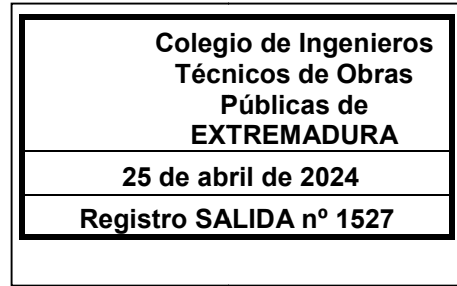 Colegio de Ingenieros
Técnicos de Obras
Públicas de
EXTREMADURA
25 de abril de 2024
Registro SALIDA nº 1527